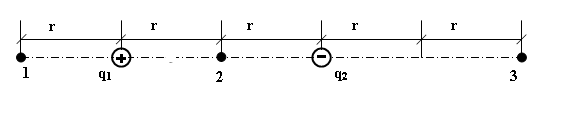 r r r r r
+ −
1 q₁ 2 q₂ 3